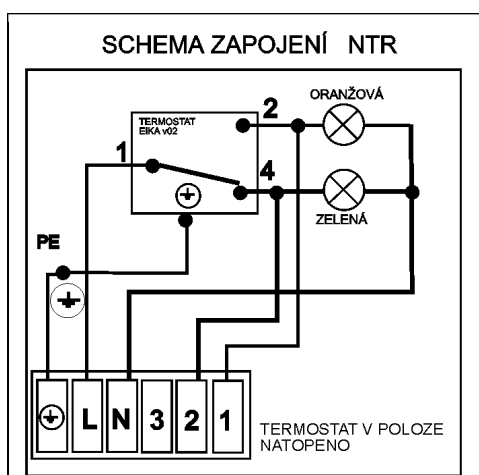 SCHEMA ZAPOJENÍ NTR
ORANŽOVÁ
TERMOSTAT
EIKA v02
2
1
4
ZELENÁ
PE
L N 3 2 1
TERMOSTAT V POLOZE
NATOPENO